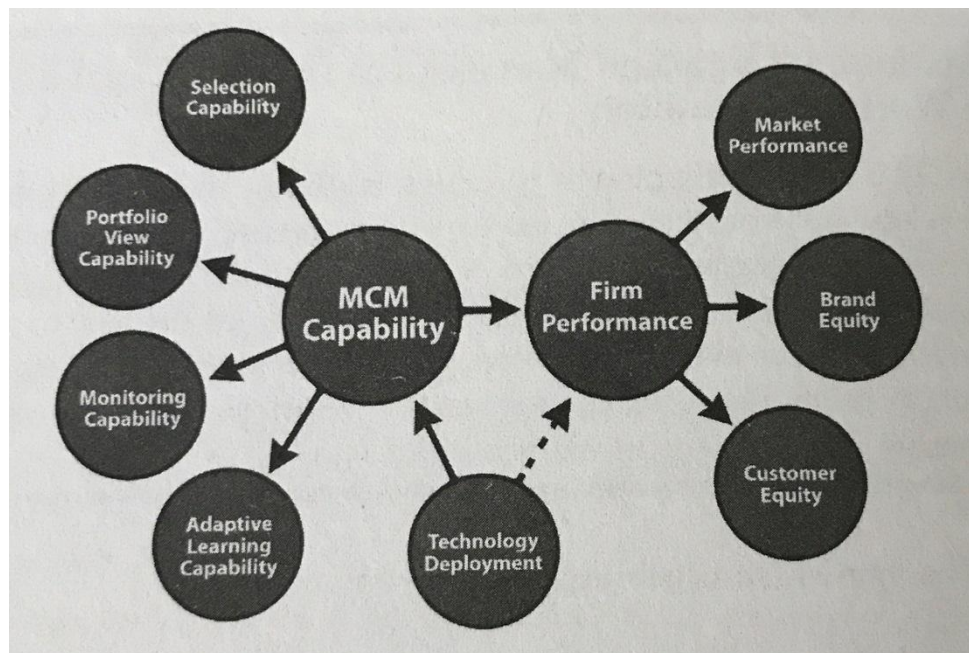 Selection
Capability
Portfolio
View
Capability
Monitoring
Capability
Adaptive
Learning
Capability
MCM
Capability
Technology
Deployment
Firm
Performance
Market
Performance
Brand
Equity
Customer
Equity